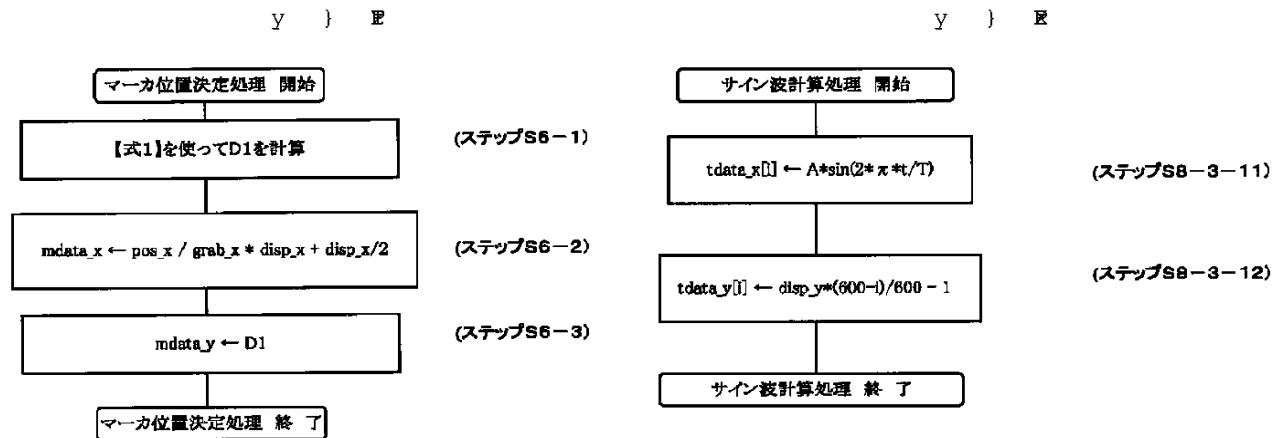 y }
マーカ位置決定処理 開始
【式1】を使ってD1を計算
(ステップS6-1)
mdata_x ← pos_x / grab_x * disp_x + disp_x/2
(ステップS6-2)
mdata_y ← D1
(ステップS6-3)
マーカ位置決定処理 終 了
y }
サイン波計算処理 開始
tdata_x[i] ← A*sin(2* π *t/T)
(ステップS8-3-11)
tdata_y[i] ← disp_y*(600-i)/600 - 1
(ステップS8-3-12)
サイン波計算処理 終 了